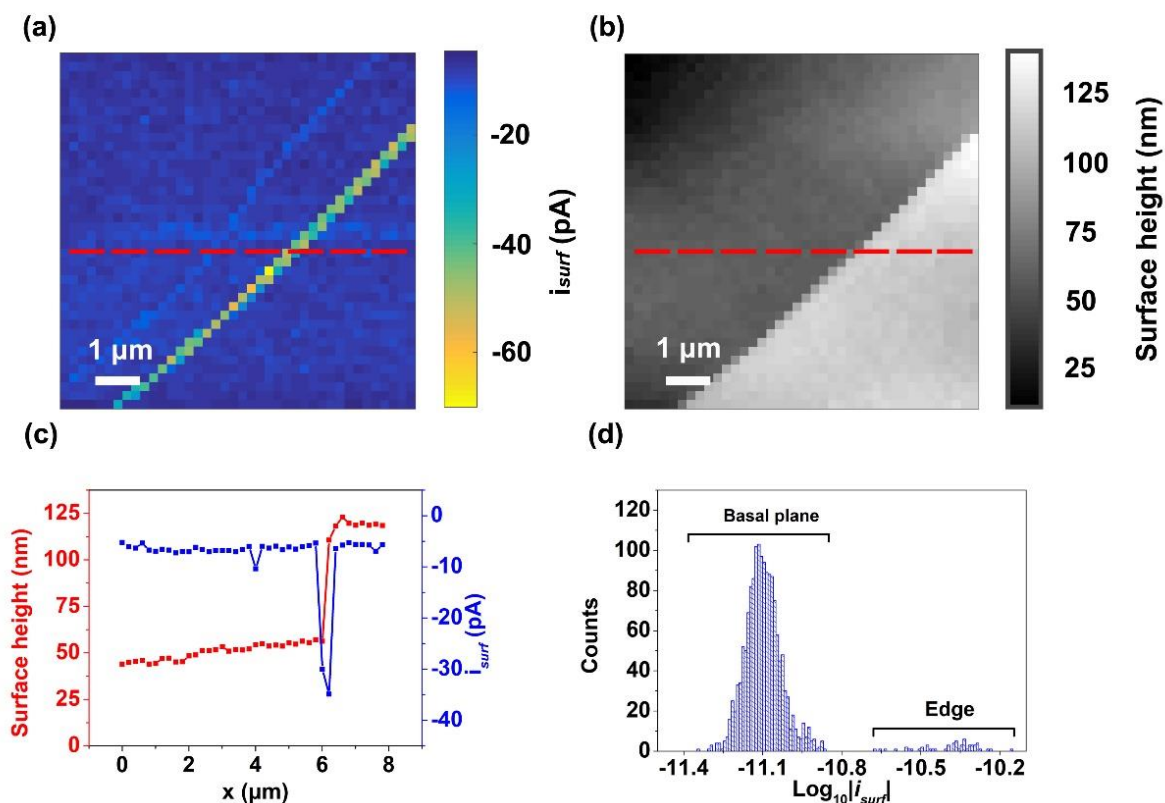 (a)
-20
-40
-60
i_surf (pA)
1 μm
(b)
125
100
75
50
25
Surface height (nm)
1 μm
(c)
125
100
75
50
25
0
Surface height (nm)
0
-10
-20
-30
-40
i_surf (pA)
0 2 4 6 8
x (μm)
(d)
120
100
80
60
40
20
0
Counts
Basal plane
Edge
-11.4 -11.1 -10.8 -10.5 -10.2
Log₁₀|i_surf|